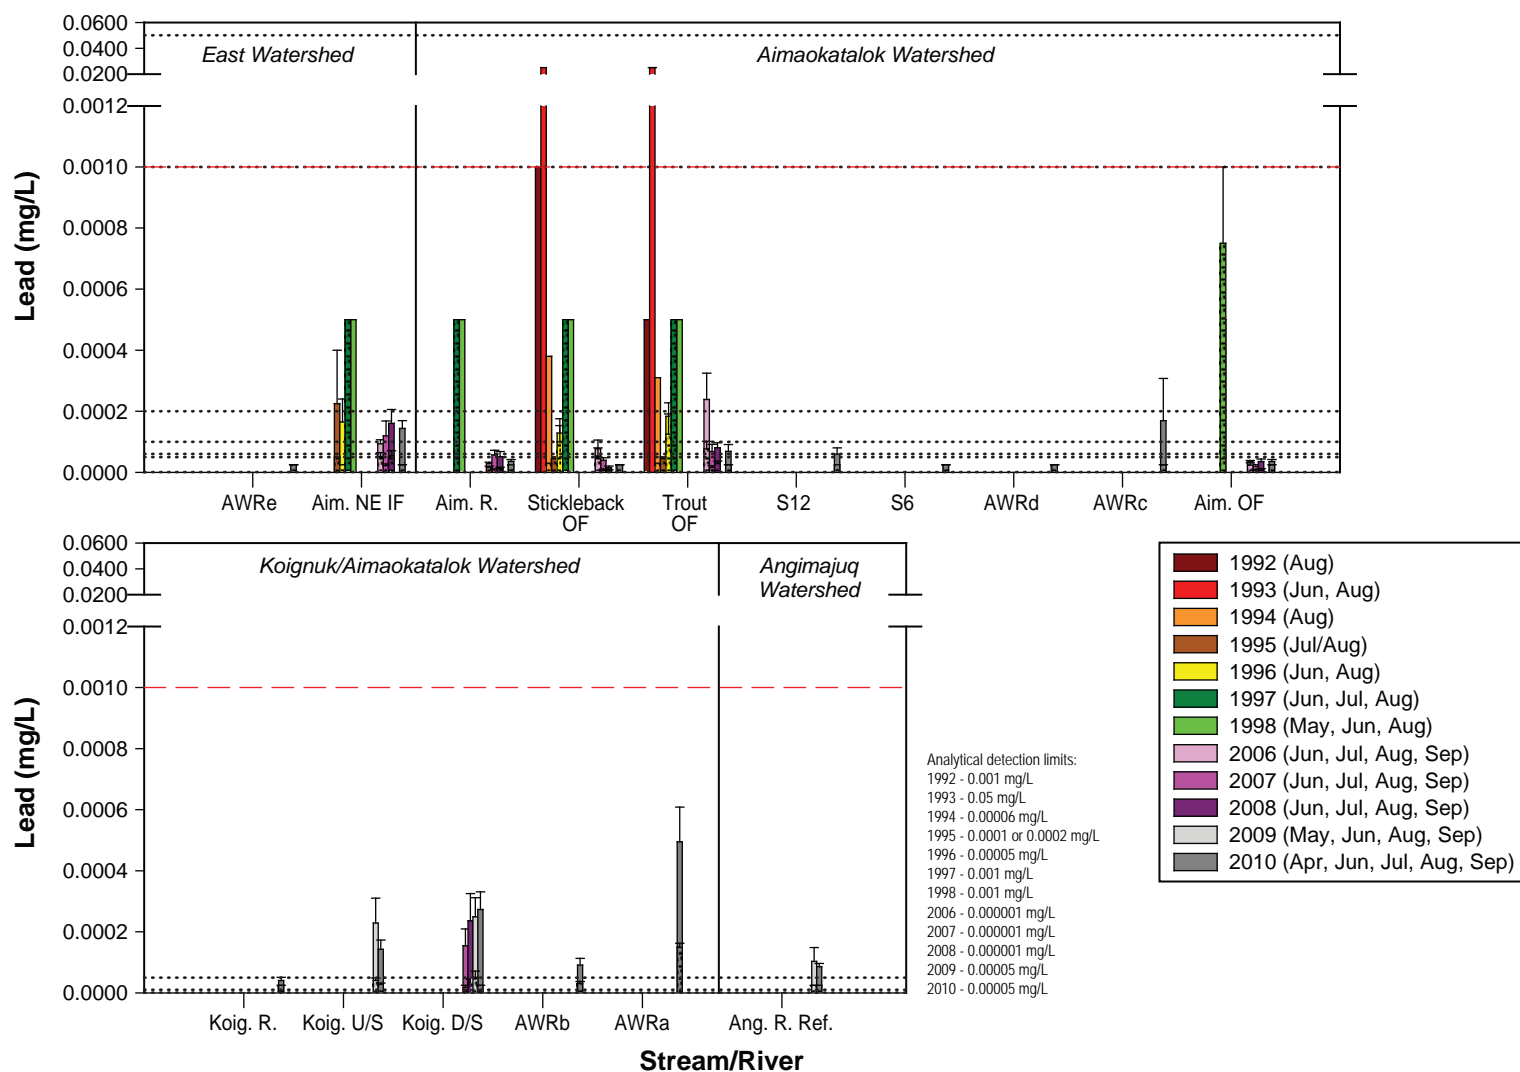 0.0600
0.0400
0.0200
0.0012
0.0010
0.0008
0.0006
0.0004
0.0002
0.0000
Lead (mg/L)
East Watershed
Aimaokatalok Watershed
AWRe
Aim. NE IF
Aim. R.
Stickleback
OF
Trout
OF
S12
S6
AWRd
AWRc
Aim. OF
0.0600
0.0400
0.0200
0.0012
0.0010
0.0008
0.0006
0.0004
0.0002
0.0000
Lead (mg/L)
Koignuk/Aimaokatalok Watershed
Angimajuq
Watershed
Koig. R.
Koig. U/S
Koig. D/S
AWRb
AWRa
Ang. R. Ref.
Stream/River
Analytical detection limits:
1992 - 0.001 mg/L
1993 - 0.05 mg/L
1994 - 0.00006 mg/L
1995 - 0.0001 or 0.0002 mg/L
1996 - 0.00005 mg/L
1997 - 0.001 mg/L
1998 - 0.001 mg/L
2006 - 0.000001 mg/L
2007 - 0.000001 mg/L
2008 - 0.000001 mg/L
2009 - 0.00005 mg/L
2010 - 0.00005 mg/L
1992 (Aug)
1993 (Jun, Aug)
1994 (Aug)
1995 (Jul/Aug)
1996 (Jun, Aug)
1997 (Jun, Jul, Aug)
1998 (May, Jun, Aug)
2006 (Jun, Jul, Aug, Sep)
2007 (Jun, Jul, Aug, Sep)
2008 (Jun, Jul, Aug, Sep)
2009 (May, Jun, Aug, Sep)
2010 (Apr, Jun, Jul, Aug, Sep)